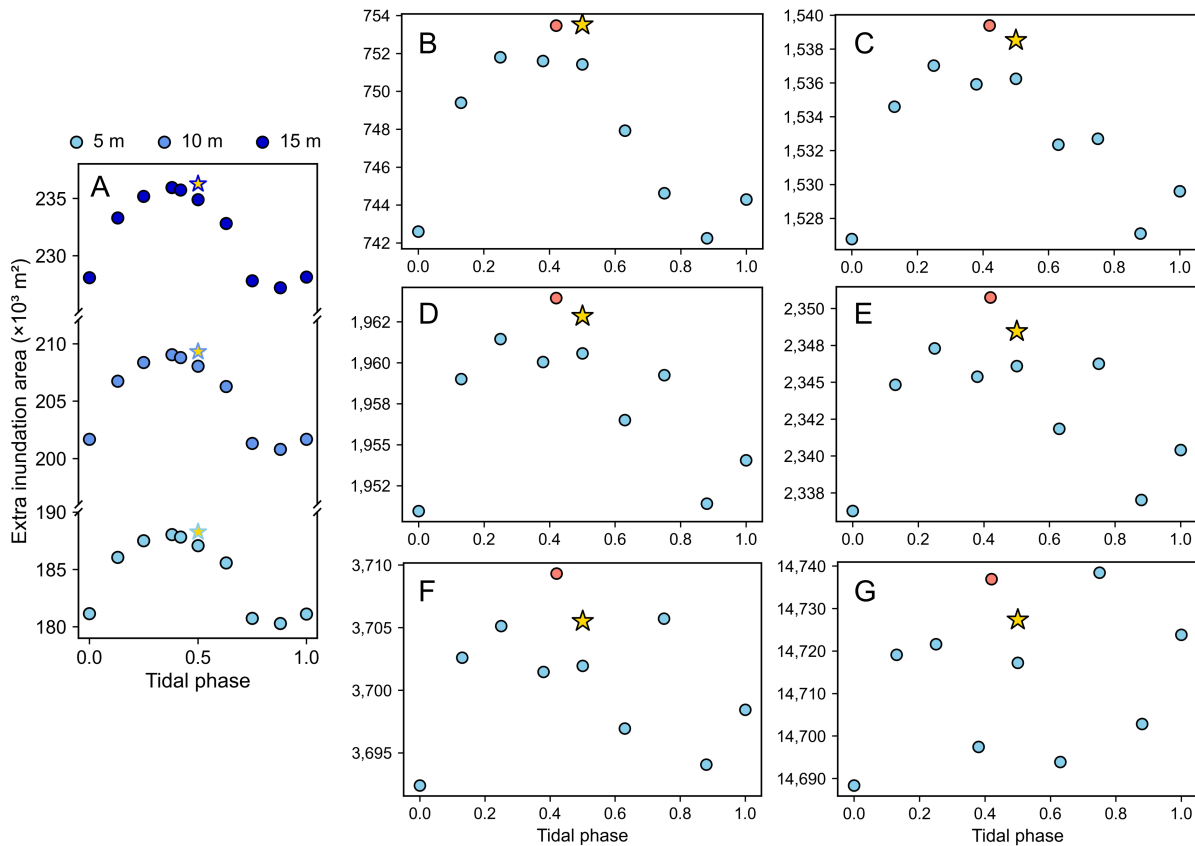 5 m 10 m 15 m
Extra inundation area (×10³ m²)
A
235
230
210
205
200
190
185
180
0.0 0.5 1.0
Tidal phase
B
754
752
750
748
746
744
742
0.0 0.2 0.4 0.6 0.8 1.0
C
1,540
1,538
1,536
1,534
1,533
1,530
1,528
0.0 0.2 0.4 0.6 0.8 1.0
D
1,962
1,960
1,958
1,955
1,952
0.0 0.2 0.4 0.6 0.8 1.0
E
2,350
2,348
2,345
2,342
2,340
2,338
0.0 0.2 0.4 0.6 0.8 1.0
F
3,710
3,705
3,700
3,695
0.0 0.2 0.4 0.6 0.8 1.0
Tidal phase
G
14,740
14,730
14,720
14,710
14,700
14,690
0.0 0.2 0.4 0.6 0.8 1.0
Tidal phase